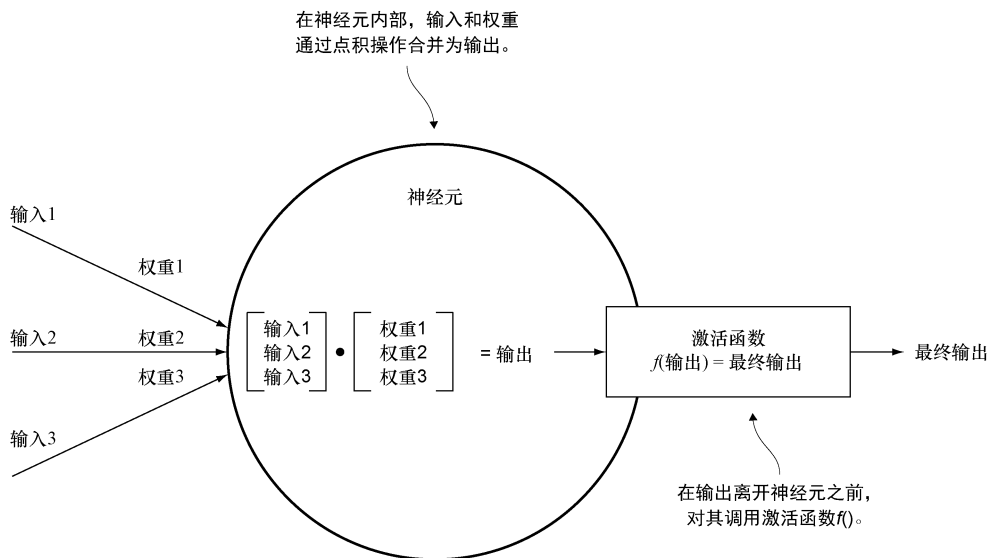 在神经元内部，输入和权重
通过点积操作合并为输出。
神经元
输入1
权重1
输入2
权重2
权重3
输入3
输入1
输入2
输入3
•
权重1
权重2
权重3
= 输出
激活函数
f(输出) = 最终输出
最终输出
在输出离开神经元之前，
对其调用激活函数f()。